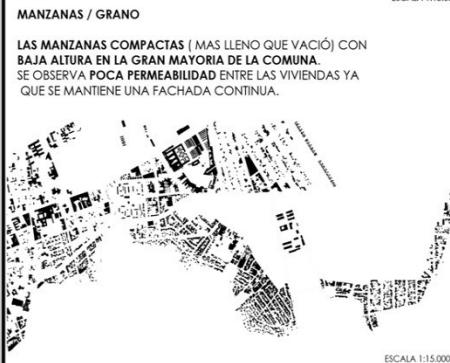 MANZANAS / GRANO
LAS MANZANAS COMPACTAS ( MAS LLENO QUE VACIÓ) CON
BAJA ALTURA EN LA GRAN MAYORIA DE LA COMUNA.
SE OBSERVA POCA PERMEABILIDAD ENTRE LAS VIVIENDAS YA
QUE SE MANTIENE UNA FACHADA CONTINUA.
ESCALA 1:15.000